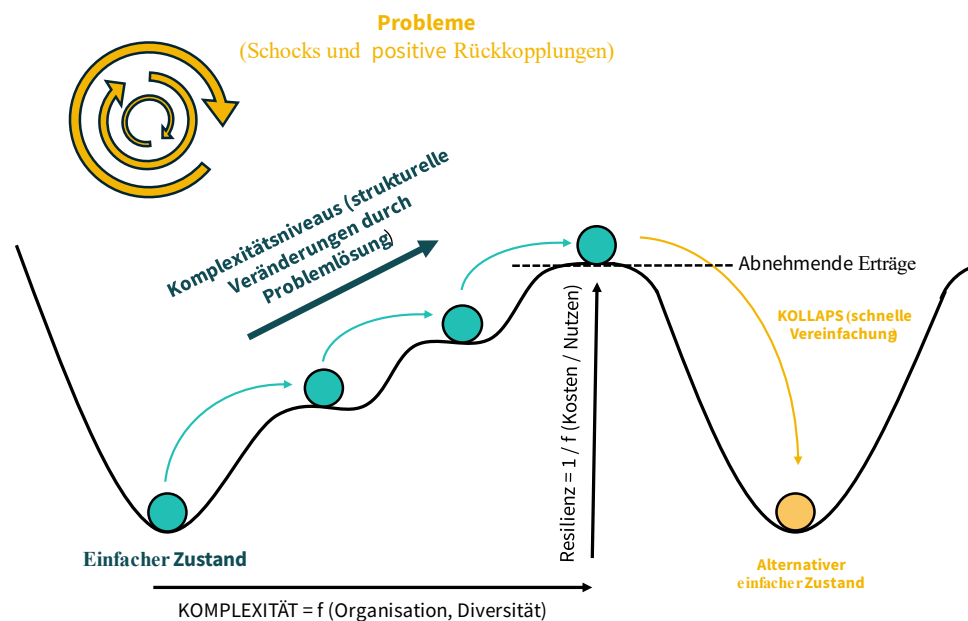 Probleme
(Schocks und positive Rückkopplungen)
Komplexitätsniveaus (strukturelle
Veränderungen durch
Problemlösung)
Abnehmende Erträge
KOLLAPS (schnelle
Vereinfachung)
Resilienz = 1 / f (Kosten / Nutzen)
Einfacher Zustand
Alternativer
einfacher Zustand
KOMPLEXITÄT = f (Organisation, Diversität)